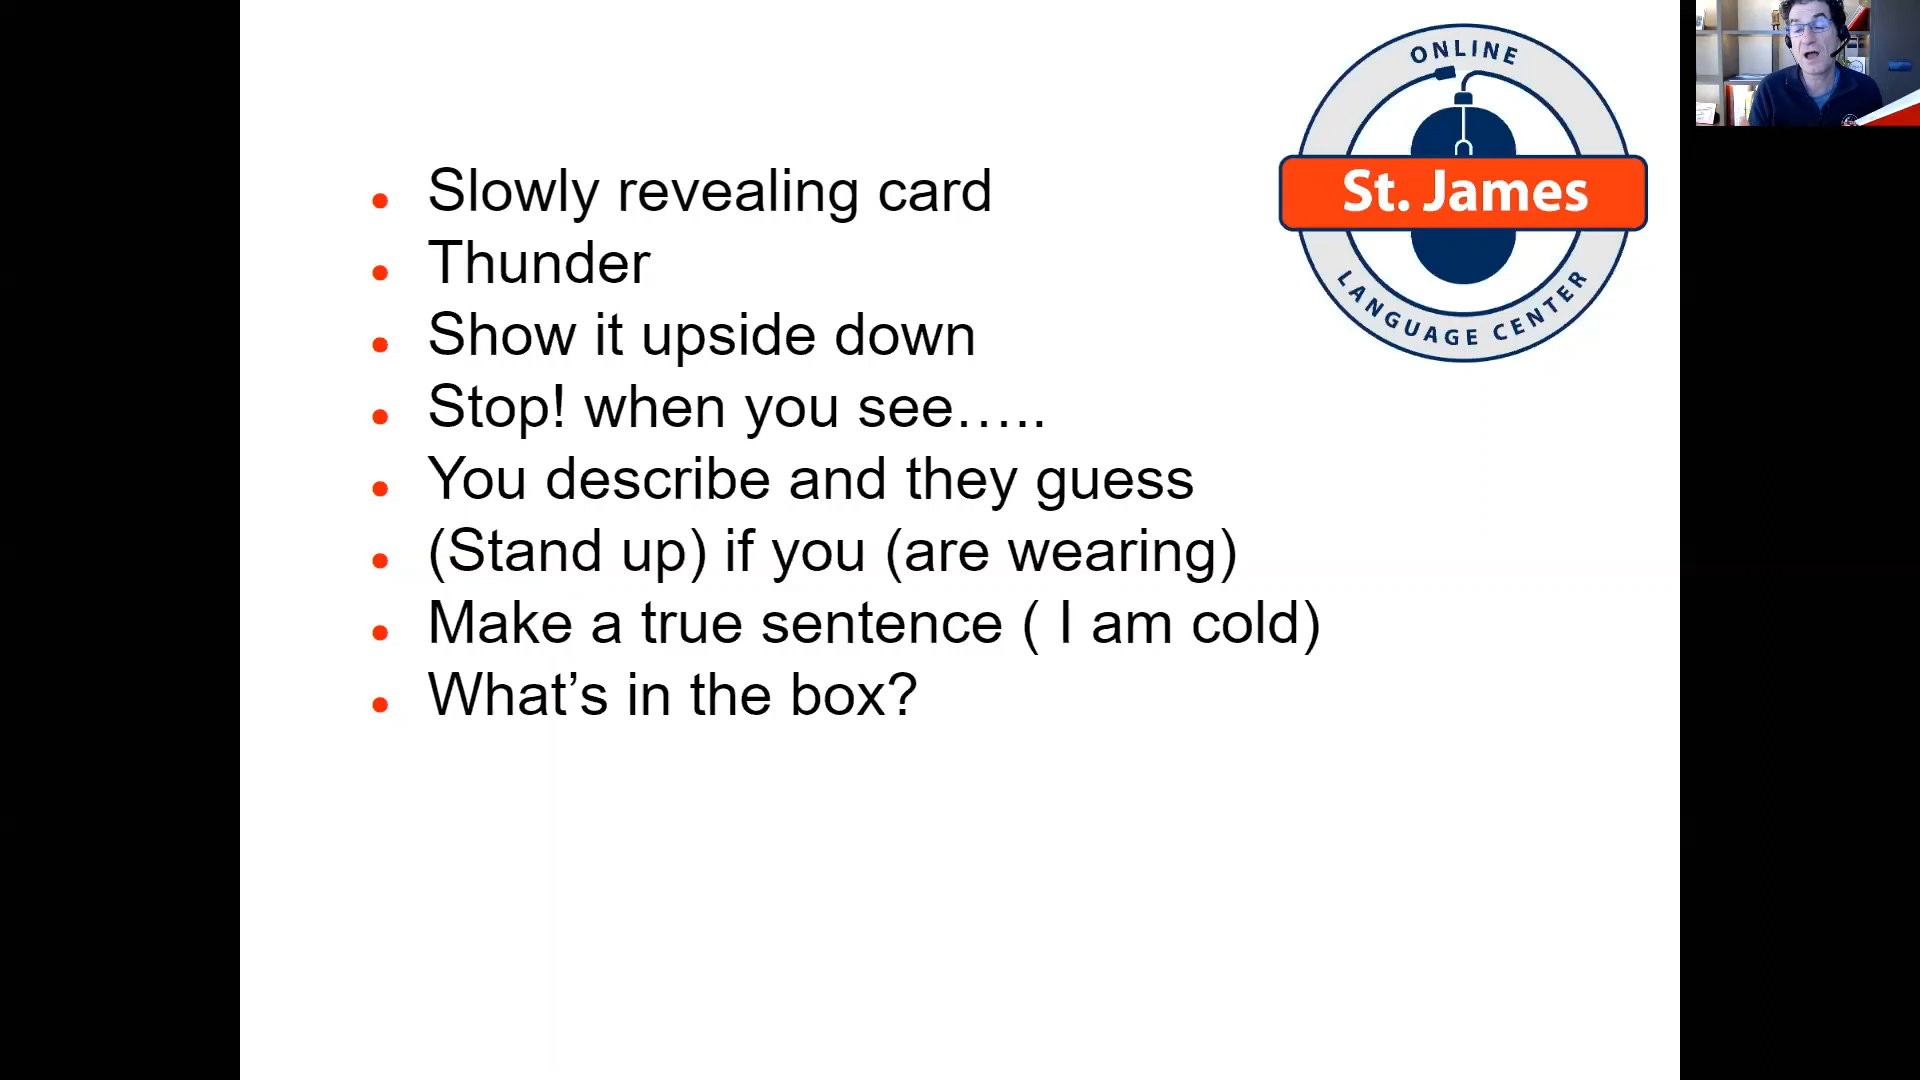 ONLINE
St. James
LANGUAGE CENTER
Slowly revealing card
Thunder
Show it upside down
Stop! when you see…..
You describe and they guess
(Stand up) if you (are wearing)
Make a true sentence ( I am cold)
What’s in the box?